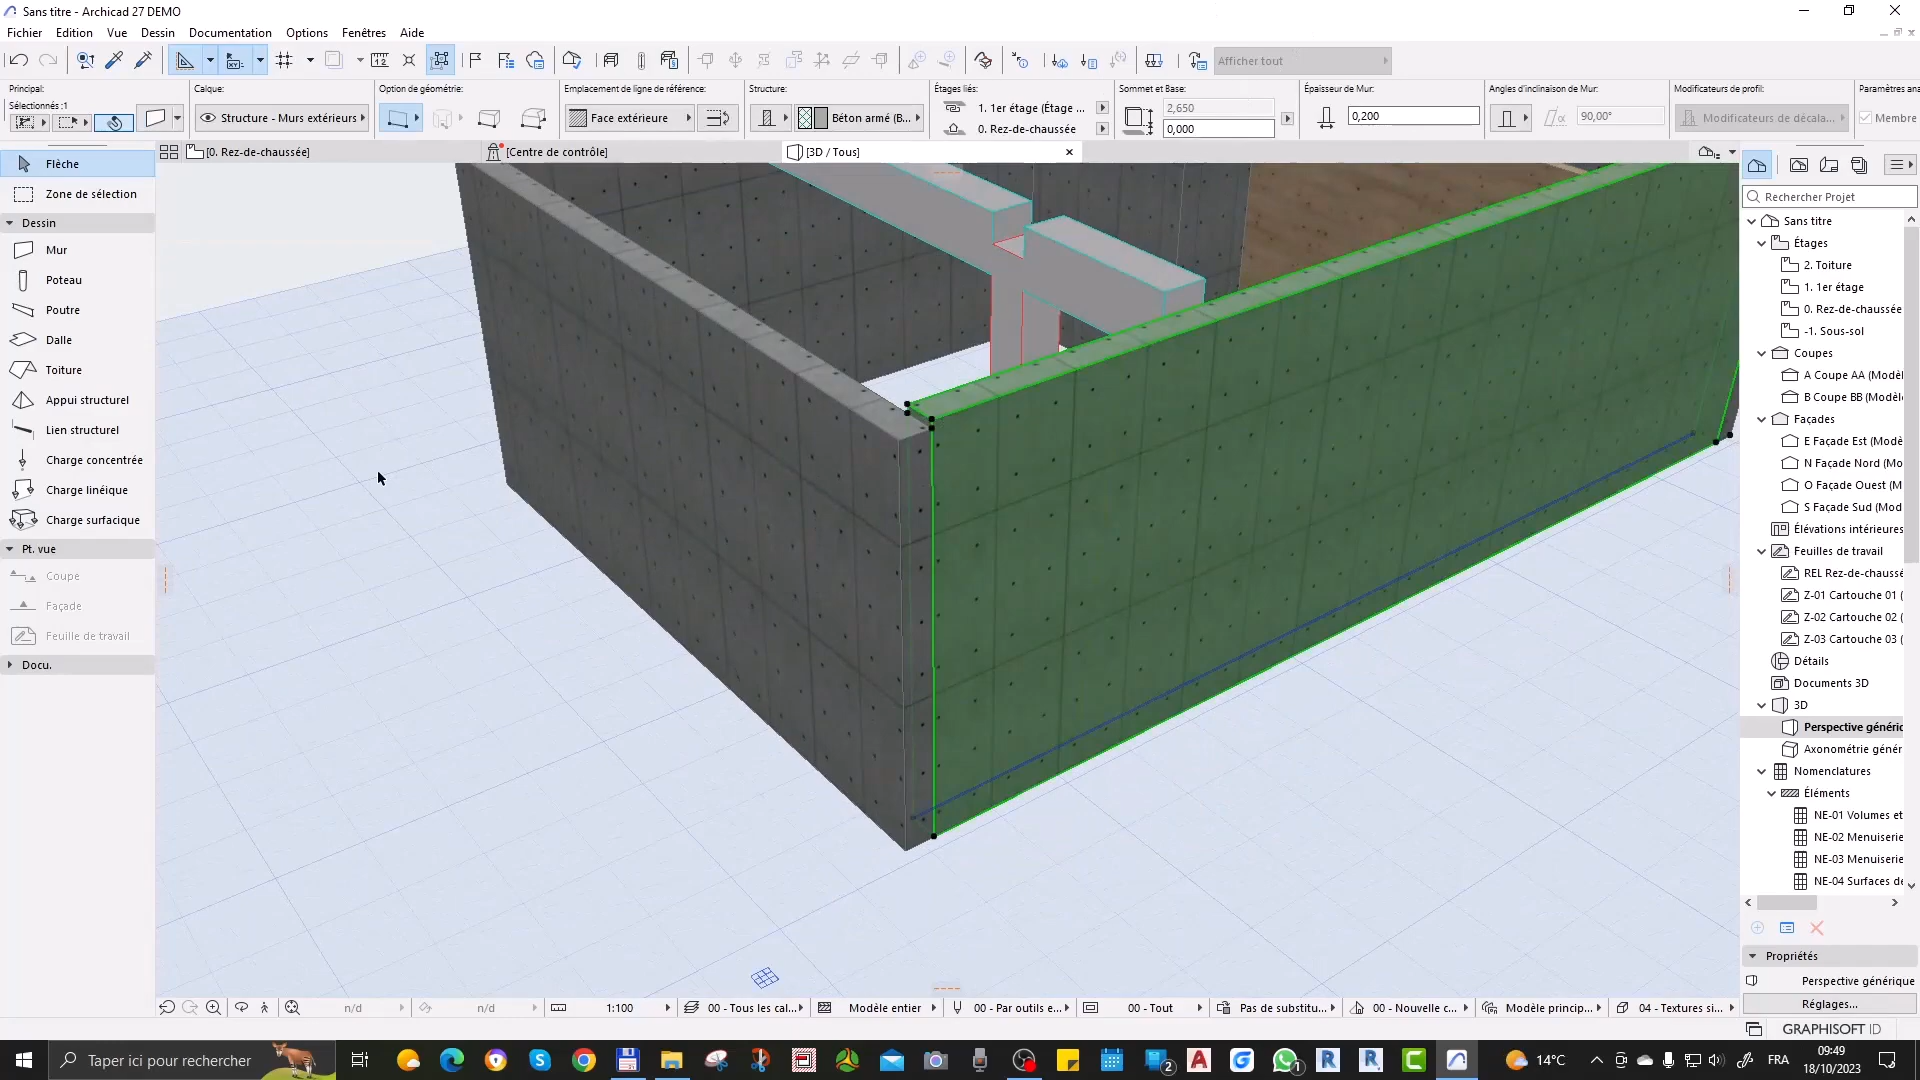 Sans titre - Archicad 27 DEMO
Fichier Edition Vue Dessin Documentation Options Fenêtres Aide
Afficher tout
Principal:
Sélectionnés :1
Calque:
Structure - Murs extérieurs
Option de géométrie:
Emplacement de ligne de référence:
Face extérieure
Structure:
Béton armé (B...
Étages liés:
1. 1er étage (Étage ...
0. Rez-de-chaussée
Sommet et Base:
2,650
0,000
Épaisseur de Mur:
0,200
Angles d'inclinaison de Mur:
90,00°
Modificateurs de profil:
Modificateurs de décala...
Paramètres ana
Membre
[0. Rez-de-chaussée]
[Centre de contrôle]
[3D / Tous]
Flèche
Zone de sélection
Dessin
Mur
Poteau
Poutre
Dalle
Toiture
Appui structurel
Lien structurel
Charge concentrée
Charge linéique
Charge surfacique
Pt. vue
Coupe
Façade
Feuille de travail
Docu.
Rechercher Projet
Sans titre
Étages
2. Toiture
1. 1er étage
0. Rez-de-chaussée
-1. Sous-sol
Coupes
A Coupe AA (Modèl
B Coupe BB (Modèl
Façades
E Façade Est (Modè
N Façade Nord (Mo
O Façade Ouest (M
S Façade Sud (Mod
Élévations intérieures
Feuilles de travail
REL Rez-de-chaussé
Z-01 Cartouche 01 (
Z-02 Cartouche 02 (
Z-03 Cartouche 03 (
Détails
Documents 3D
3D
Perspective génériq
Axonométrie génér
Nomenclatures
Éléments
NE-01 Volumes et
NE-02 Menuiserie
NE-03 Menuiserie
NE-04 Surfaces de
Propriétés
Perspective générique
Réglages...
n/d
n/d
1:100
00 - Tous les cal...
Modèle entier
00 - Par outils e...
00 - Tout
Pas de substitu...
00 - Nouvelle c...
Modèle princip...
04 - Textures si...
GRAPHISOFT ID
Taper ici pour rechercher
2
1
14°C
FRA
09:49
18/10/2023